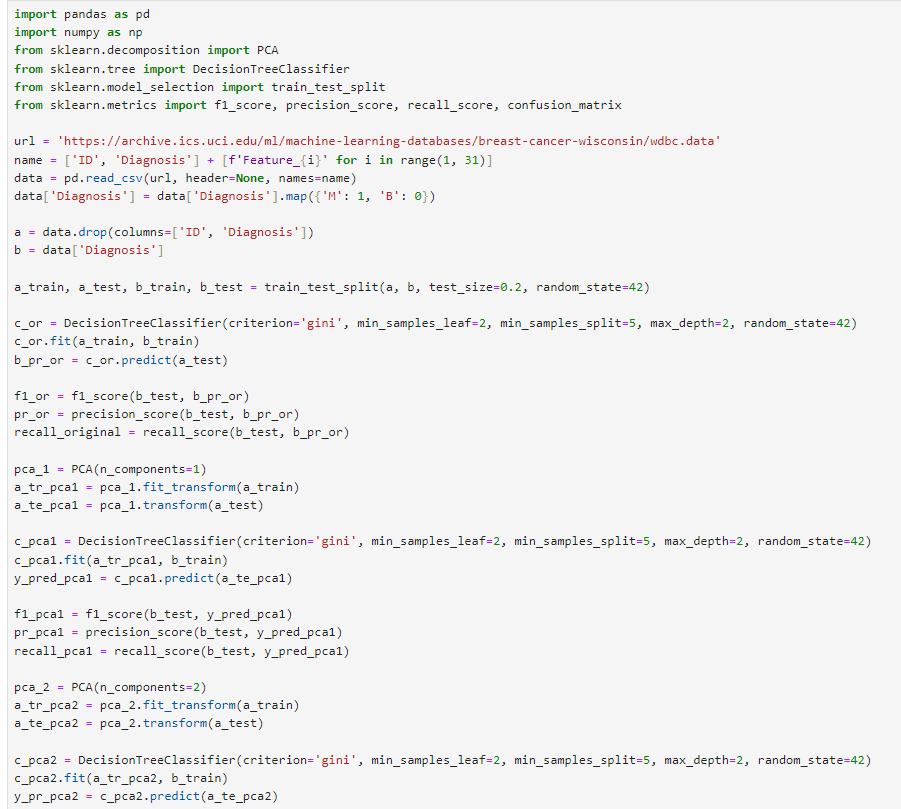 import pandas as pd
import numpy as np
from sklearn.decomposition import PCA
from sklearn.tree import DecisionTreeClassifier
from sklearn.model_selection import train_test_split
from sklearn.metrics import f1_score, precision_score, recall_score, confusion_matrix

url = 'https://archive.ics.uci.edu/ml/machine-learning-databases/breast-cancer-wisconsin/wdbc.data'
name = ['ID', 'Diagnosis'] + [f'Feature_{i}' for i in range(1, 31)]
data = pd.read_csv(url, header=None, names=name)
data['Diagnosis'] = data['Diagnosis'].map({'M': 1, 'B': 0})

a = data.drop(columns=['ID', 'Diagnosis'])
b = data['Diagnosis']

a_train, a_test, b_train, b_test = train_test_split(a, b, test_size=0.2, random_state=42)

c_or = DecisionTreeClassifier(criterion='gini', min_samples_leaf=2, min_samples_split=5, max_depth=2, random_state=42)
c_or.fit(a_train, b_train)
b_pr_or = c_or.predict(a_test)

f1_or = f1_score(b_test, b_pr_or)
pr_or = precision_score(b_test, b_pr_or)
recall_original = recall_score(b_test, b_pr_or)

pca_1 = PCA(n_components=1)
a_tr_pca1 = pca_1.fit_transform(a_train)
a_te_pca1 = pca_1.transform(a_test)

c_pca1 = DecisionTreeClassifier(criterion='gini', min_samples_leaf=2, min_samples_split=5, max_depth=2, random_state=42)
c_pca1.fit(a_tr_pca1, b_train)
y_pred_pca1 = c_pca1.predict(a_te_pca1)

f1_pca1 = f1_score(b_test, y_pred_pca1)
pr_pca1 = precision_score(b_test, y_pred_pca1)
recall_pca1 = recall_score(b_test, y_pred_pca1)

pca_2 = PCA(n_components=2)
a_tr_pca2 = pca_2.fit_transform(a_train)
a_te_pca2 = pca_2.transform(a_test)

c_pca2 = DecisionTreeClassifier(criterion='gini', min_samples_leaf=2, min_samples_split=5, max_depth=2, random_state=42)
c_pca2.fit(a_tr_pca2, b_train)
y_pr_pca2 = c_pca2.predict(a_te_pca2)